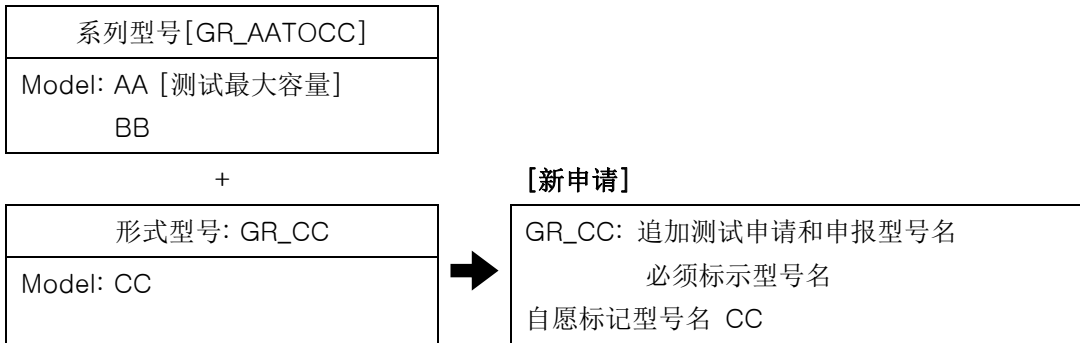 系列型号[GR_AATOCC]
Model: AA [测试最大容量]
BB
+
[新申请]
形式型号: GR_CC
Model: CC
GR_CC: 追加测试申请和申报型号名
必须标示型号名
自愿标记型号名 CC